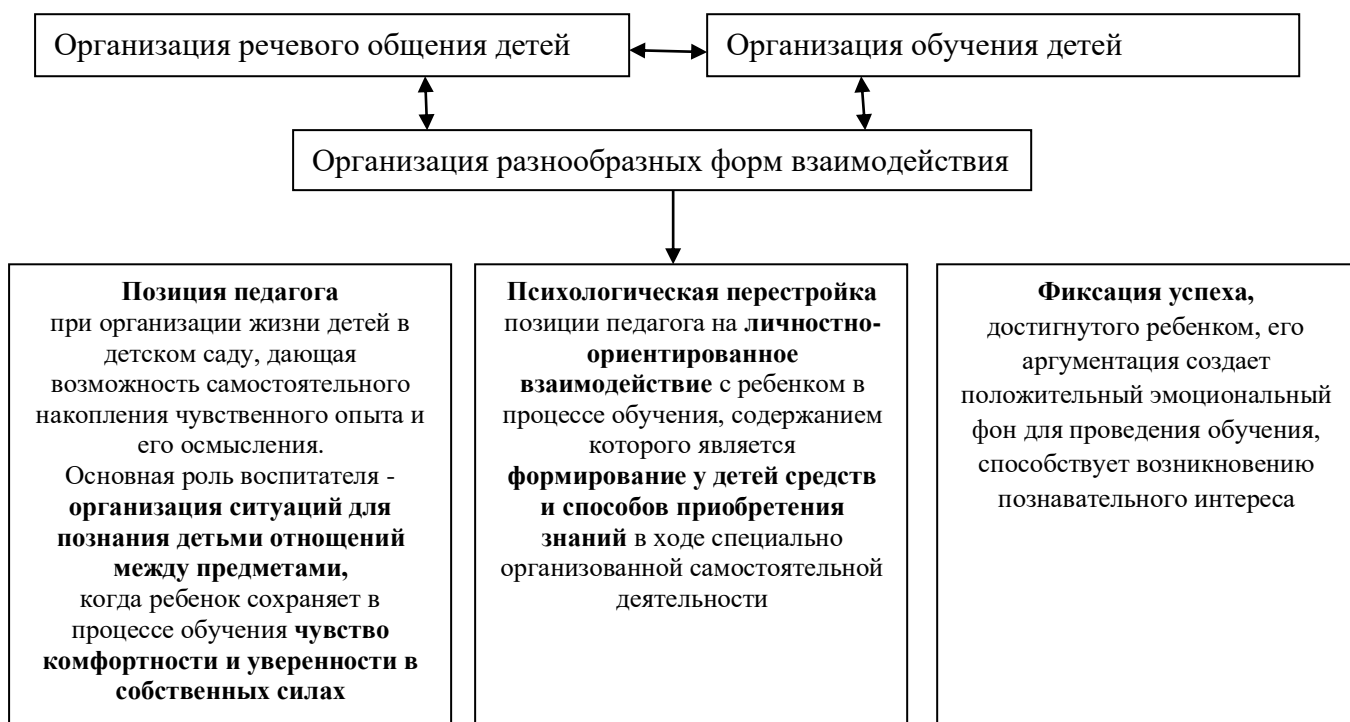 Организация речевого общения детей
Организация обучения детей
Организация разнообразных форм взаимодействия
Позиция педагога
при организации жизни детей в
детском саду, дающая
возможность самостоятельного
накопления чувственного опыта и
его осмысления.
Основная роль воспитателя -
организация ситуаций для
познания детьми отнощений
между предметами,
когда ребенок сохраняет в
процессе обучения чувство
комфортности и уверенности в
собственных силах
Психологическая перестройка
позиции педагога на личностно-
ориентированное
взаимодействие с ребенком в
процессе обучения, содержанием
которого является
формирование у детей средств
и способов приобретения
знаний в ходе специально
организованной самостоятельной
деятельности
Фиксация успеха,
достигнутого ребенком, его
аргументация создает
положительный эмоциональный
фон для проведения обучения,
способствует возникновению
познавательного интереса